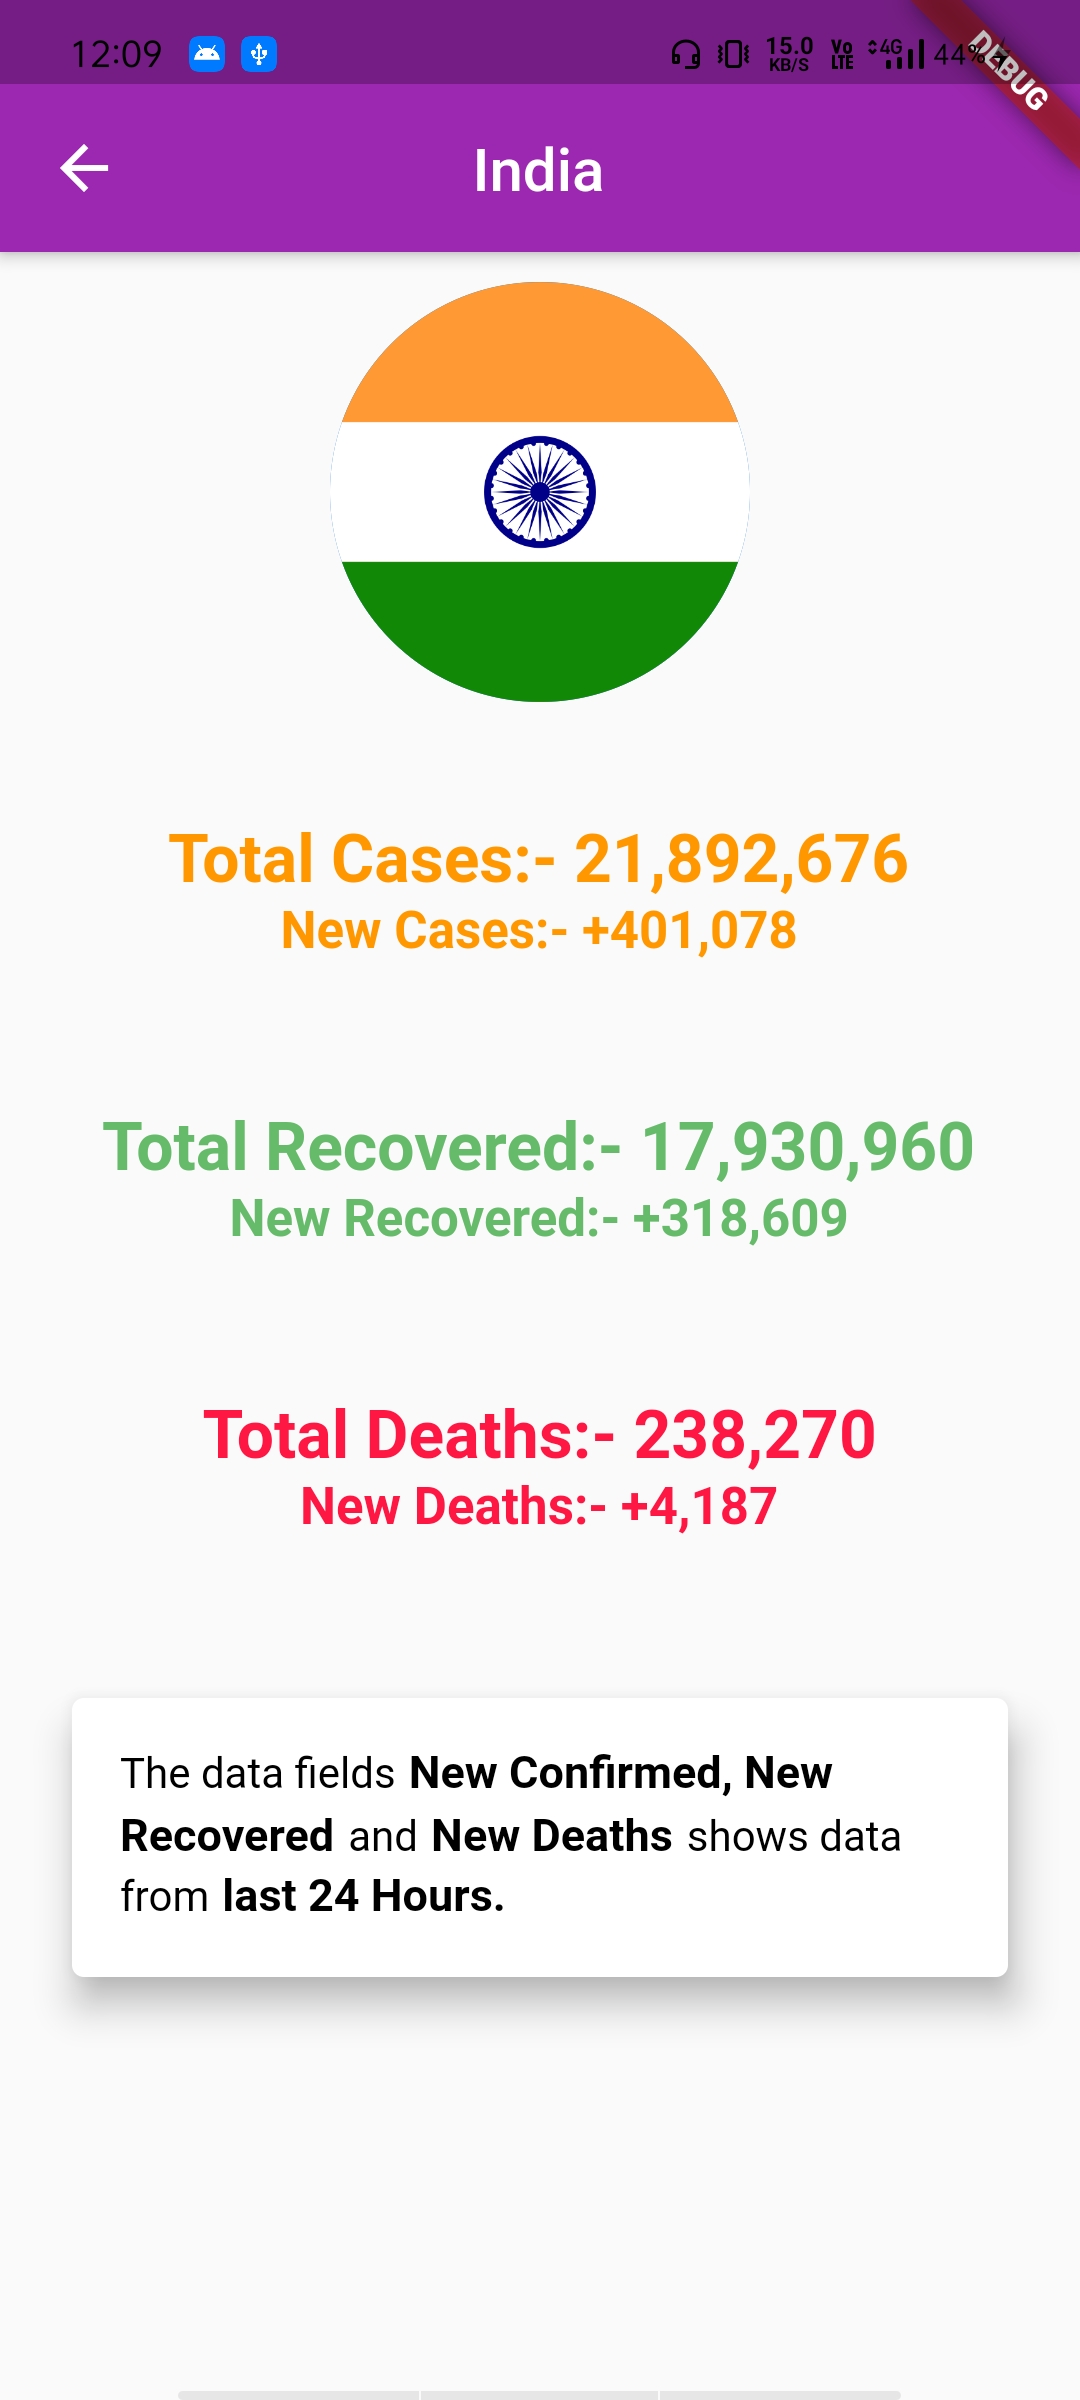 12:09 15.0 KB/S Vo LTE 4G 44%
DEBUG
India
Total Cases:- 21,892,676
New Cases:- +401,078
Total Recovered:- 17,930,960
New Recovered:- +318,609
Total Deaths:- 238,270
New Deaths:- +4,187
The data fields New Confirmed, New
Recovered and New Deaths shows data
from last 24 Hours.